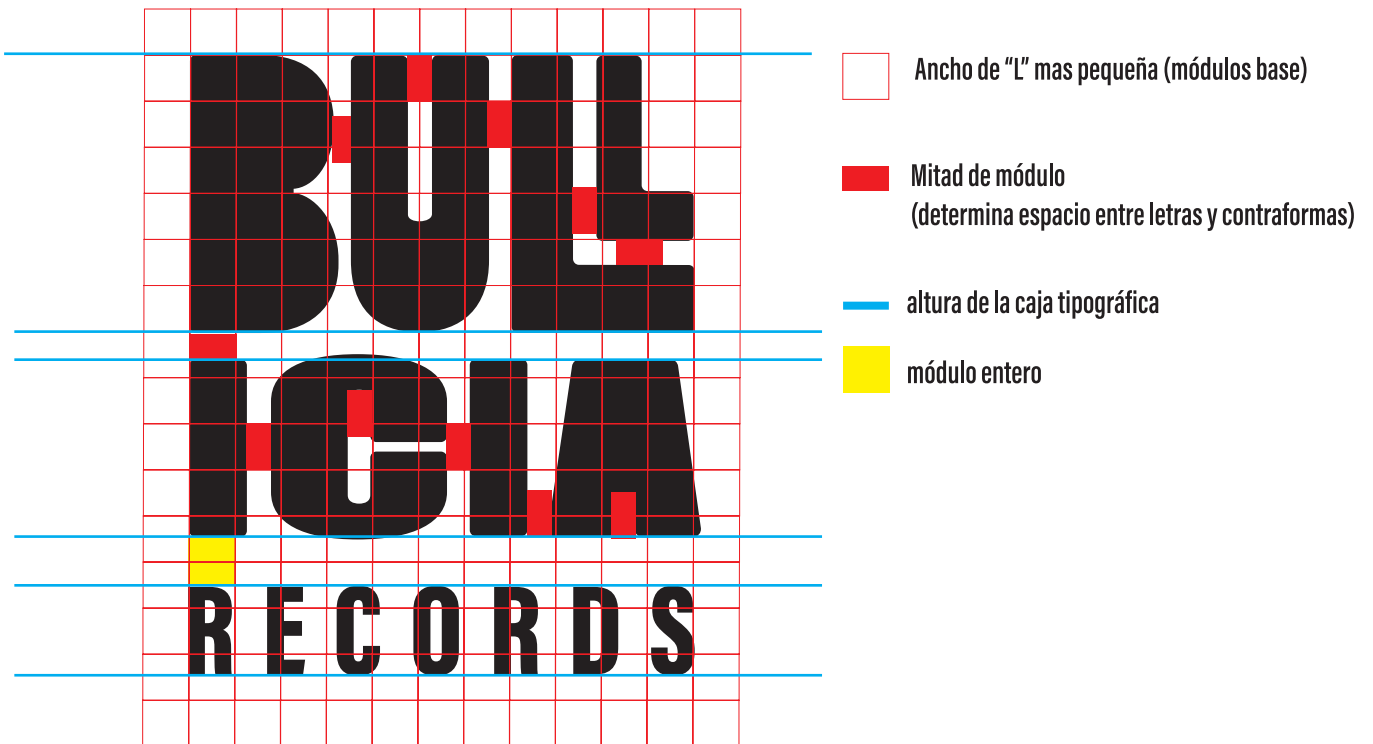 BULL
ICLA
RECORDS
Ancho de “L” mas pequeña (módulos base)
Mitad de módulo
(determina espacio entre letras y contraformas)
altura de la caja tipográfica
módulo entero